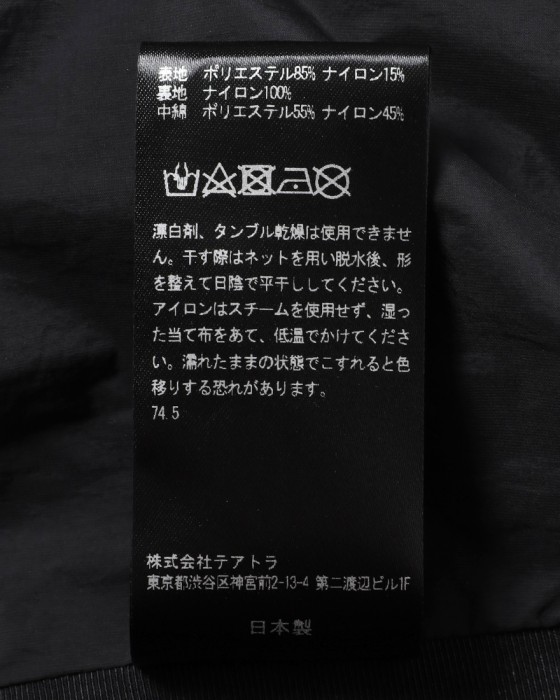 表地 ポリエステル85% ナイロン15%
裏地 ナイロン100%
中綿 ポリエステル55% ナイロン45%
漂白剤、タンブル乾燥は使用できませ
ん。干す際はネットを用い脱水後、形
を整えて日陰で平干ししてください。
アイロンはスチームを使用せず、湿っ
た当て布をあて、低温でかけてくださ
い。濡れたままの状態でこすれると色
移りする恐れがあります。
74.5
株式会社テアトラ
東京都渋谷区神宮前2-13-4 第二渡辺ビル1F
日本製